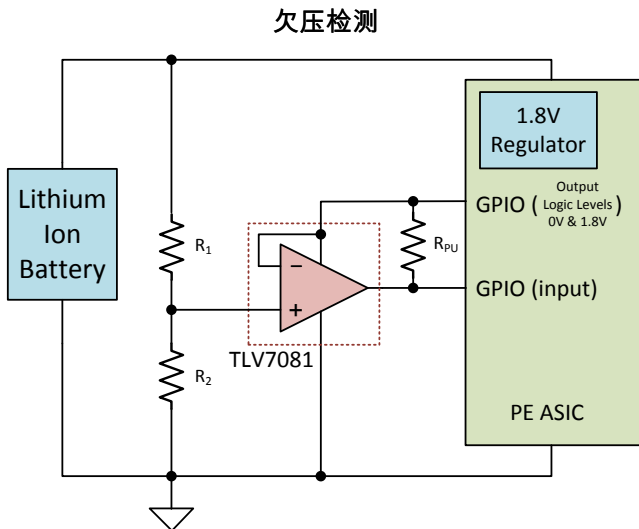 欠压检测
1.8V
Regulator
Lithium
Ion
Battery
R1
R2
−
+
TLV7081
RPU
GPIO ( Output Logic Levels 0V & 1.8V )
GPIO (input)
PE ASIC